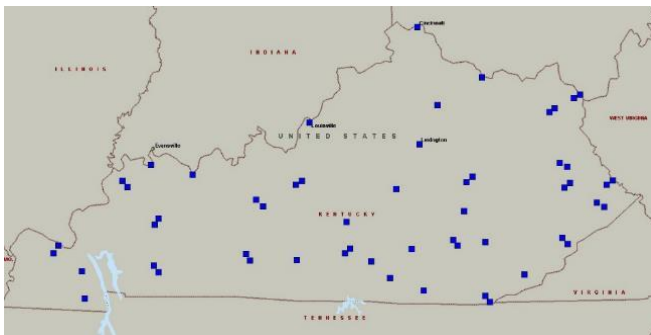 Cincinnati
INDIANA
ILLINOIS
WEST VIRGINIA
Louisville
UNITED STATES
Lexington
Evansville
KENTUCKY
VIRGINIA
TENNESSEE